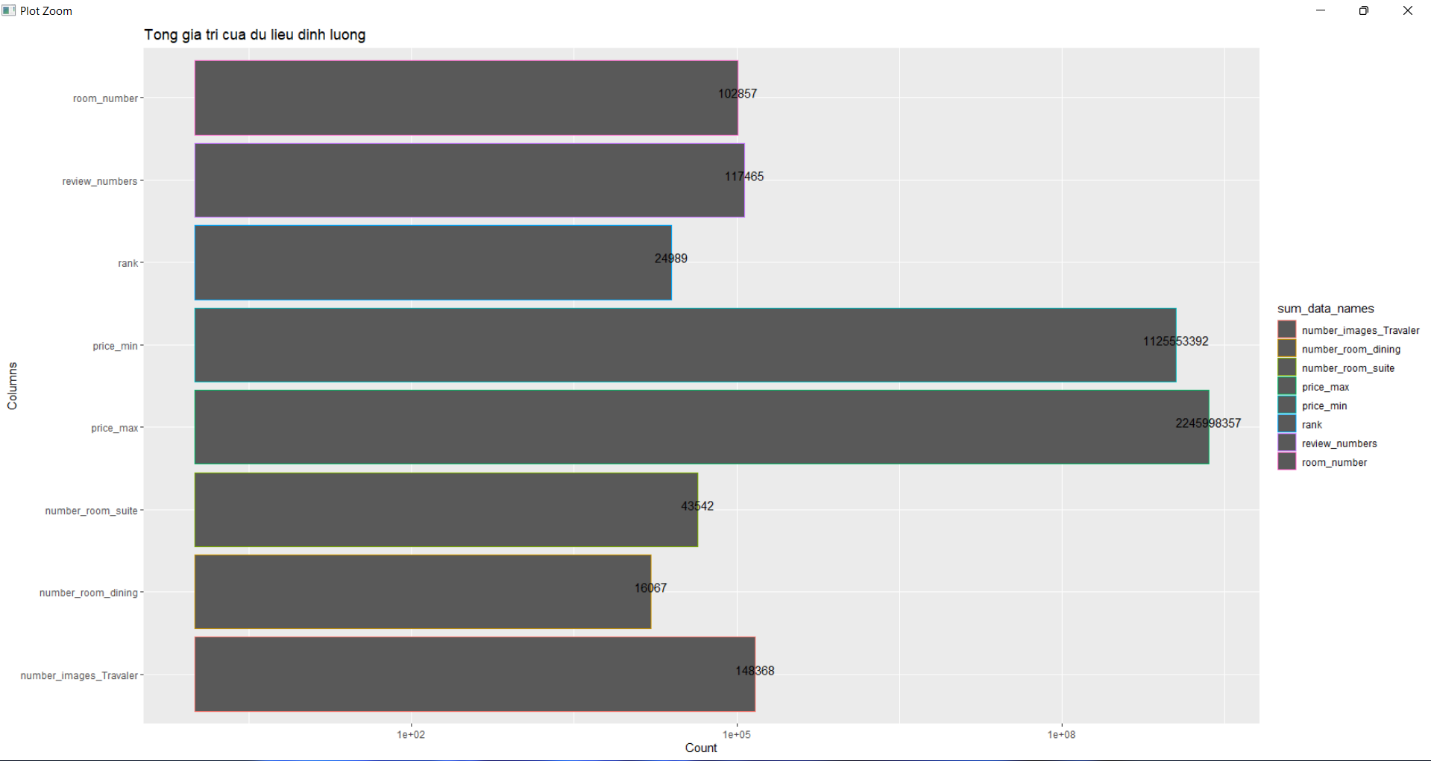 Plot Zoom
Tong gia tri cua du lieu dinh luong
room_number
102857
review_numbers
117465
rank
24989
price_min
1125553392
price_max
2245998357
number_room_suite
43542
number_room_dining
16067
number_images_Travaler
148368
Columns
1e+02
1e+05
1e+08
Count
sum_data_names
number_images_Travaler
number_room_dining
number_room_suite
price_max
price_min
rank
review_numbers
room_number